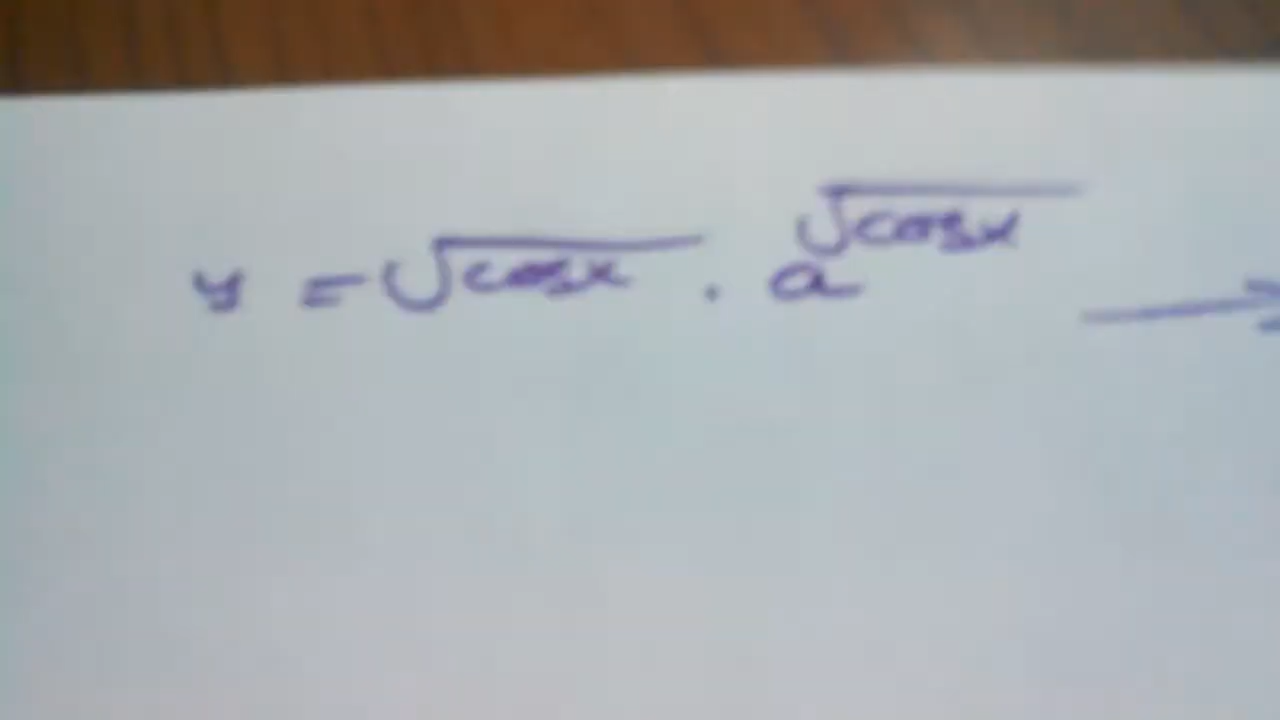 y = √cosx . a^√cosx →